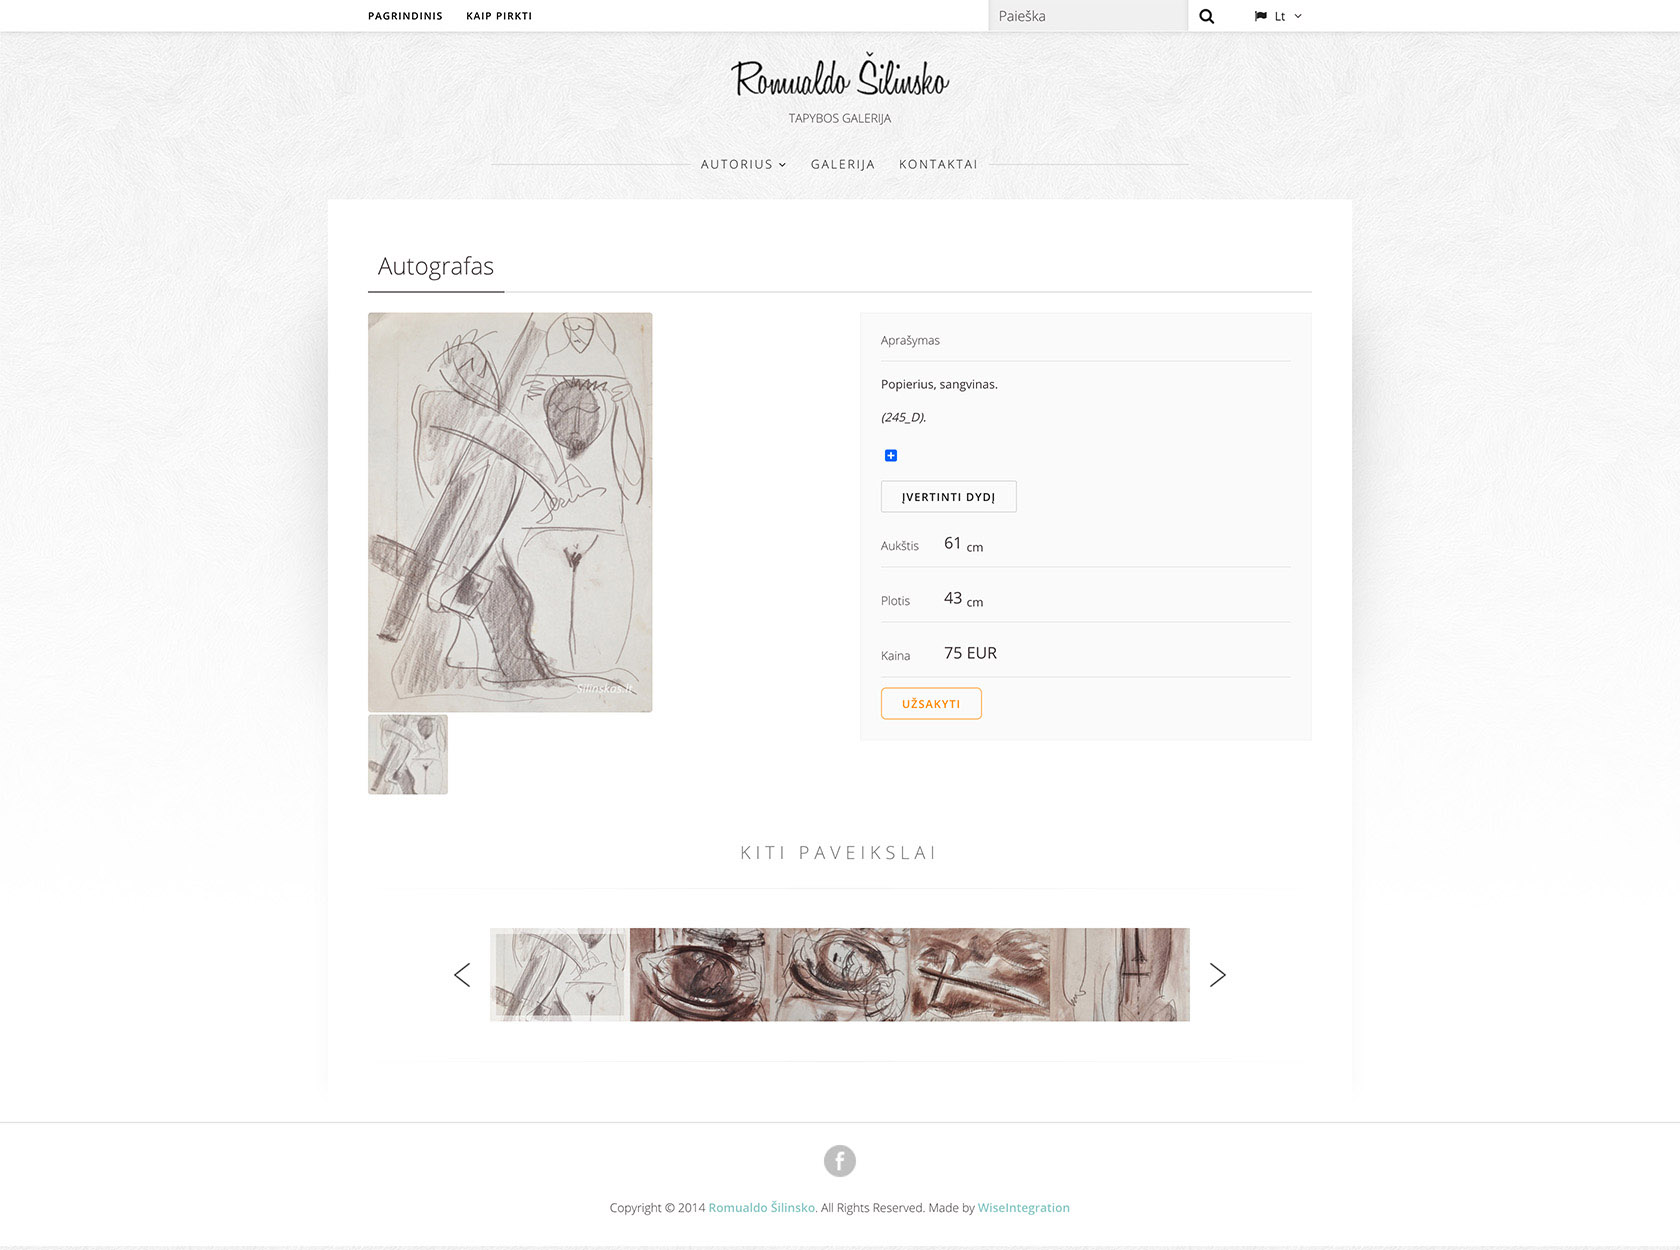 PAGRINDINIS KAIP PIRKTI Paieška Lt
Romualdo Šilinsko
TAPYBOS GALERIJA
AUTORIUS GALERIJA KONTAKTAI
Autografas
Aprašymas
Popierius, sangvinas.
(245_D).
ĮVERTINTI DYDĮ
Aukštis 61 cm
Plotis 43 cm
Kaina 75 EUR
UŽSAKYTI
Silinskas.lt
KITI PAVEIKSLAI
Copyright © 2014 Romualdo Šilinsko. All Rights Reserved. Made by WiseIntegration